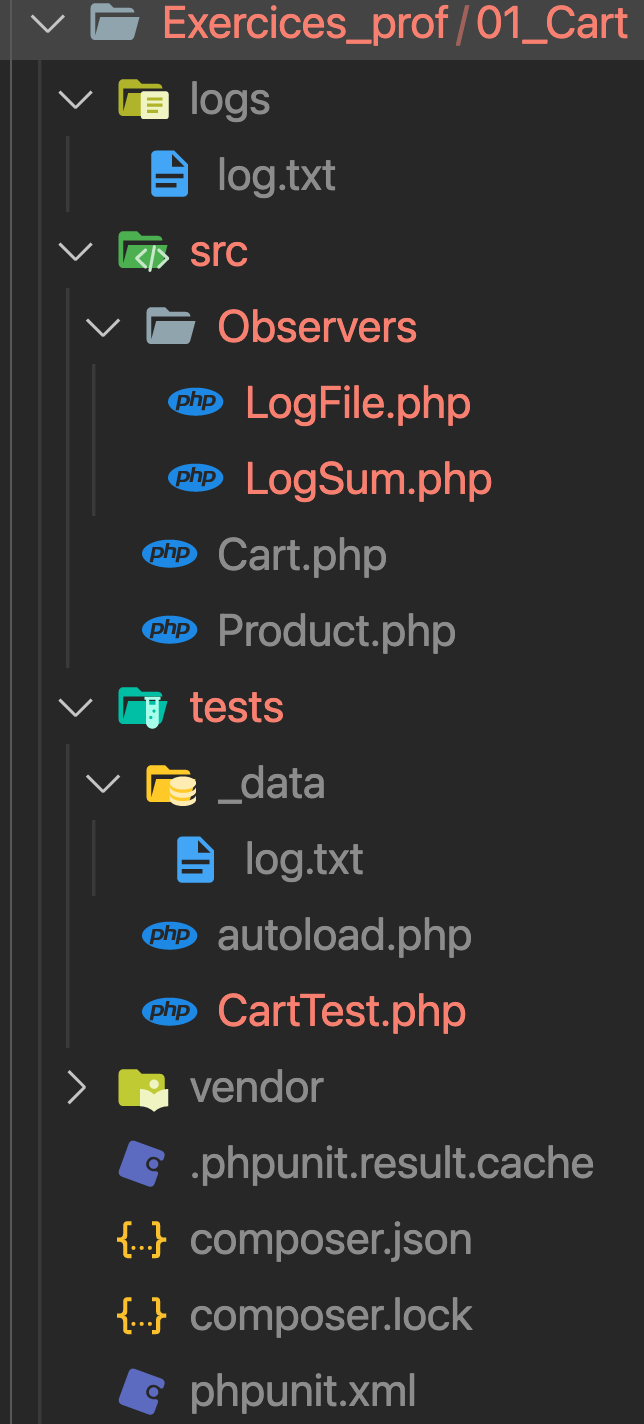 Exercices_prof / 01_Cart
logs
log.txt
src
Observers
php LogFile.php
php LogSum.php
php Cart.php
php Product.php
tests
_data
log.txt
php autoload.php
php CartTest.php
vendor
.phpunit.result.cache
{...} composer.json
{...} composer.lock
phpunit.xml